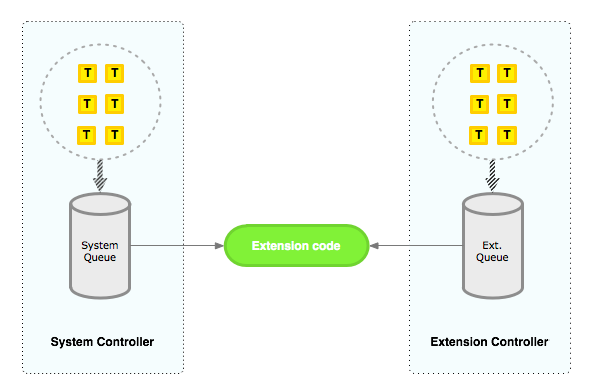 T T
T T
T T
System
Queue
System Controller
Extension code
T T
T T
T T
Ext.
Queue
Extension Controller